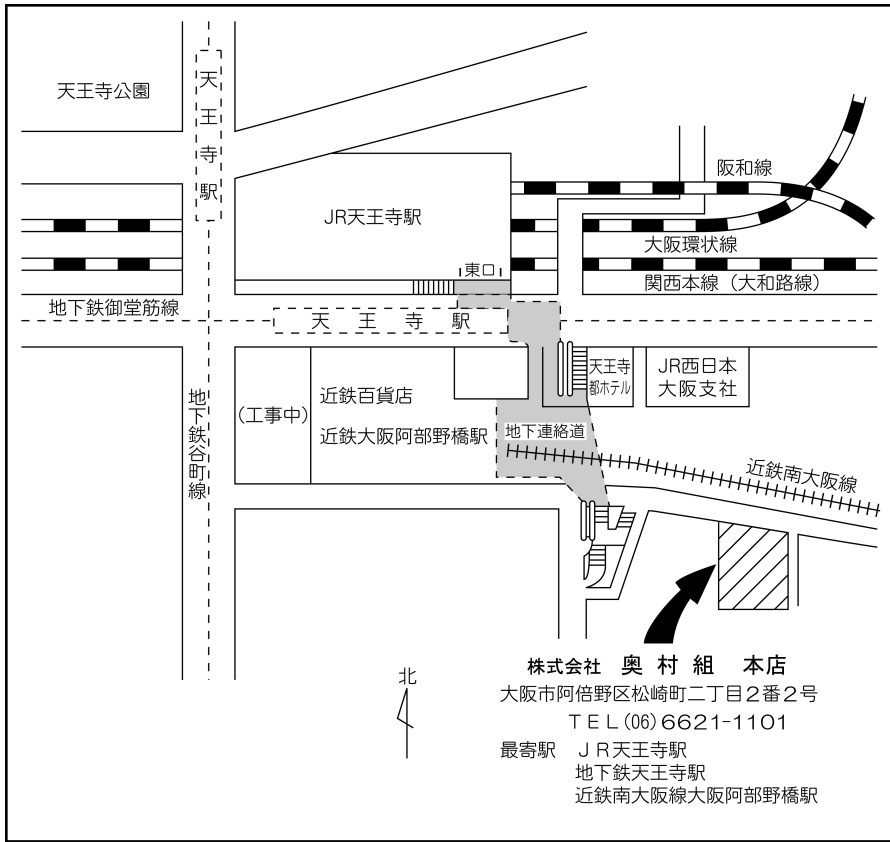 天王寺公園
天王寺駅
JR天王寺駅
阪和線
大阪環状線
東口
関西本線（大和路線）
地下鉄御堂筋線
天王寺駅
地下鉄谷町線
（工事中）
近鉄百貨店
近鉄大阪阿部野橋駅
天王寺
都ホテル
JR西日本
大阪支社
地下連絡道
近鉄南大阪線
北
株式会社 奥村組 本店
大阪市阿倍野区松崎町二丁目2番2号
TEL(06)6621-1101
最寄駅 JR天王寺駅
地下鉄天王寺駅
近鉄南大阪線大阪阿部野橋駅